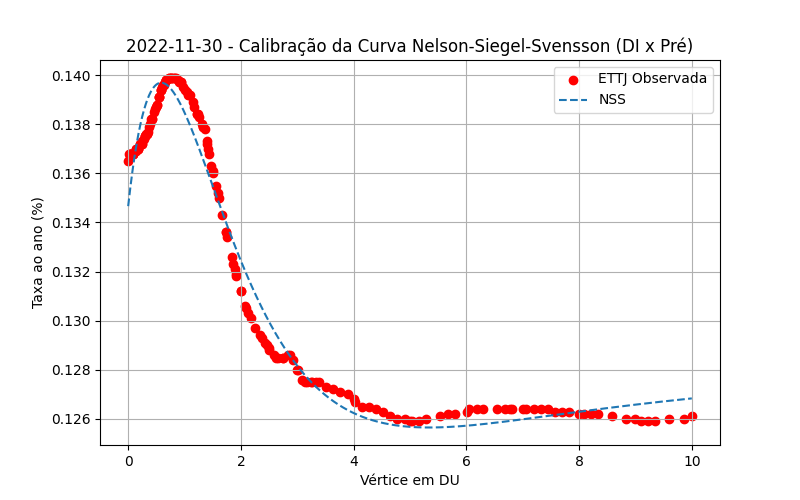 2022-11-30 - Calibração da Curva Nelson-Siegel-Svensson (DI x Pré)
ETTJ Observada
NSS
Taxa ao ano (%)
0.140
0.138
0.136
0.134
0.132
0.130
0.128
0.126
0 2 4 6 8 10
Vértice em DU